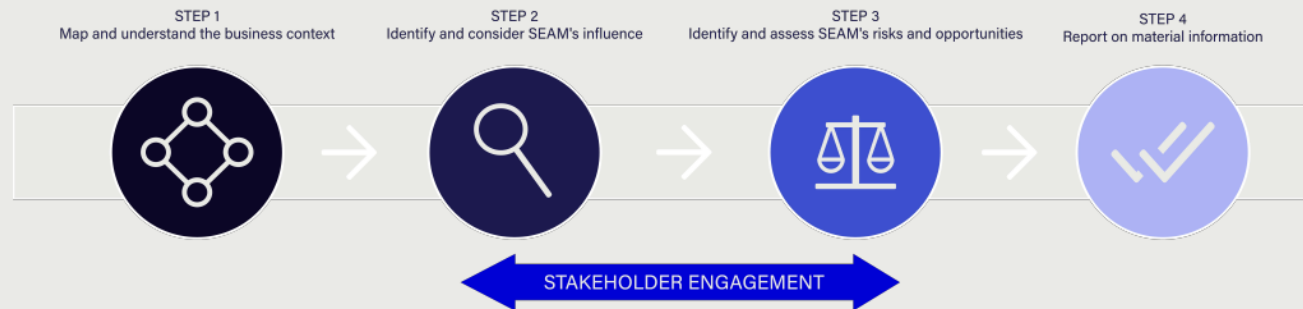 STEP 1
Map and understand the business context
STEP 2
Identify and consider SEAM's influence
STEP 3
Identify and assess SEAM's risks and opportunities
STEP 4
Report on material information
STAKEHOLDER ENGAGEMENT